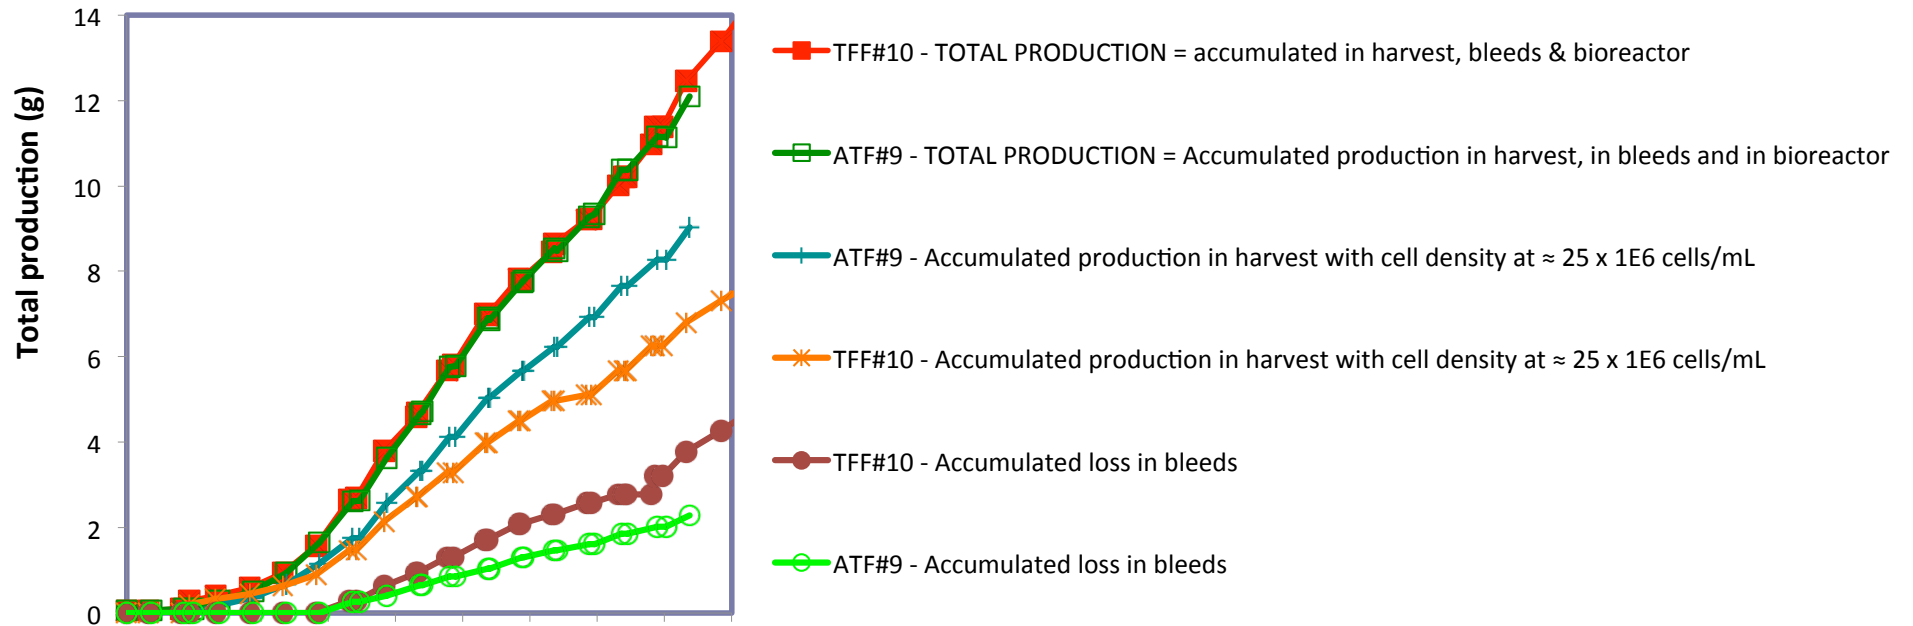 Total production (g)
14
12
10
8
6
4
2
0
TFF#10 - TOTAL PRODUCTION = accumulated in harvest, bleeds & bioreactor
ATF#9 - TOTAL PRODUCTION = Accumulated production in harvest, in bleeds and in bioreactor
ATF#9 - Accumulated production in harvest with cell density at ≈ 25 x 1E6 cells/mL
TFF#10 - Accumulated production in harvest with cell density at ≈ 25 x 1E6 cells/mL
TFF#10 - Accumulated loss in bleeds
ATF#9 - Accumulated loss in bleeds